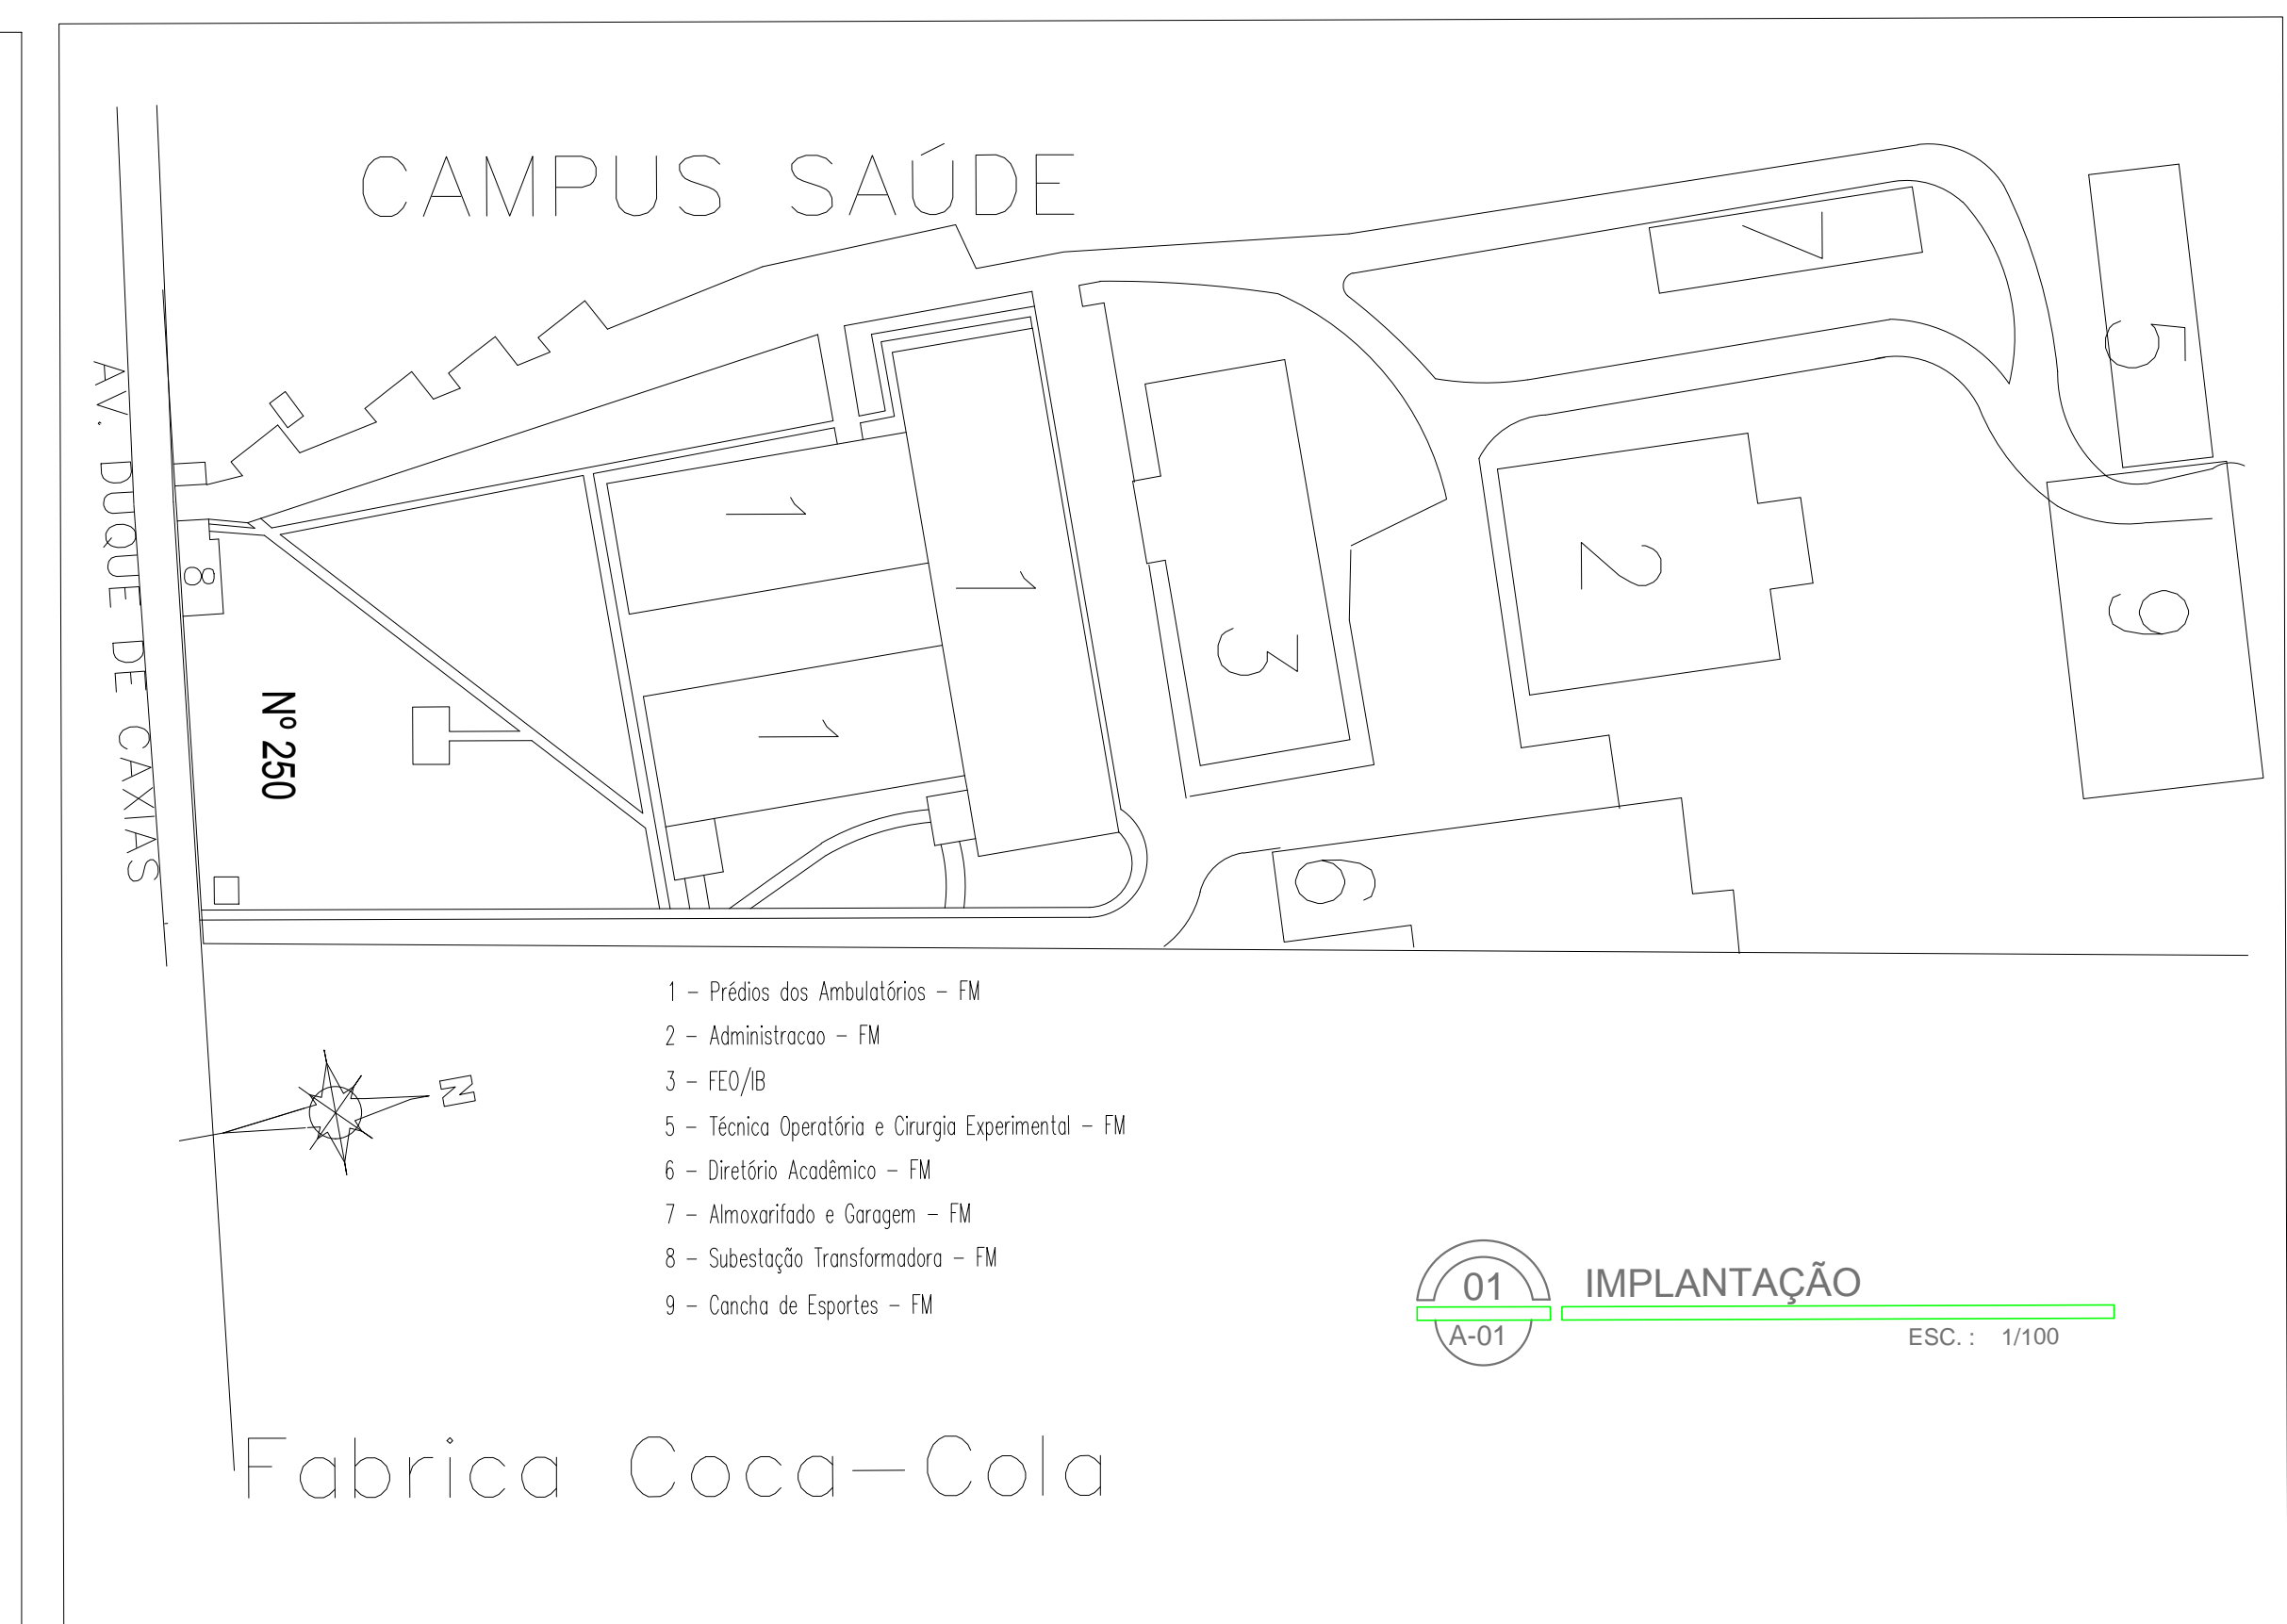 CAMPUS SAÚDE
AV. DUQUE DE CAXIAS
Nº 250
8
1
1
1
3
2
7
5
9
6
N
1 - Prédios dos Ambulatórios - FM
2 - Administracao - FM
3 - FEO/IB
5 - Técnica Operatória e Cirurgia Experimental - FM
6 - Diretório Acadêmico - FM
7 - Almoxarifado e Garagem - FM
8 - Subestação Transformadora - FM
9 - Cancha de Esportes - FM
01
A-01
IMPLANTAÇÃO
ESC. : 1/100
Fabrica Coca-Cola